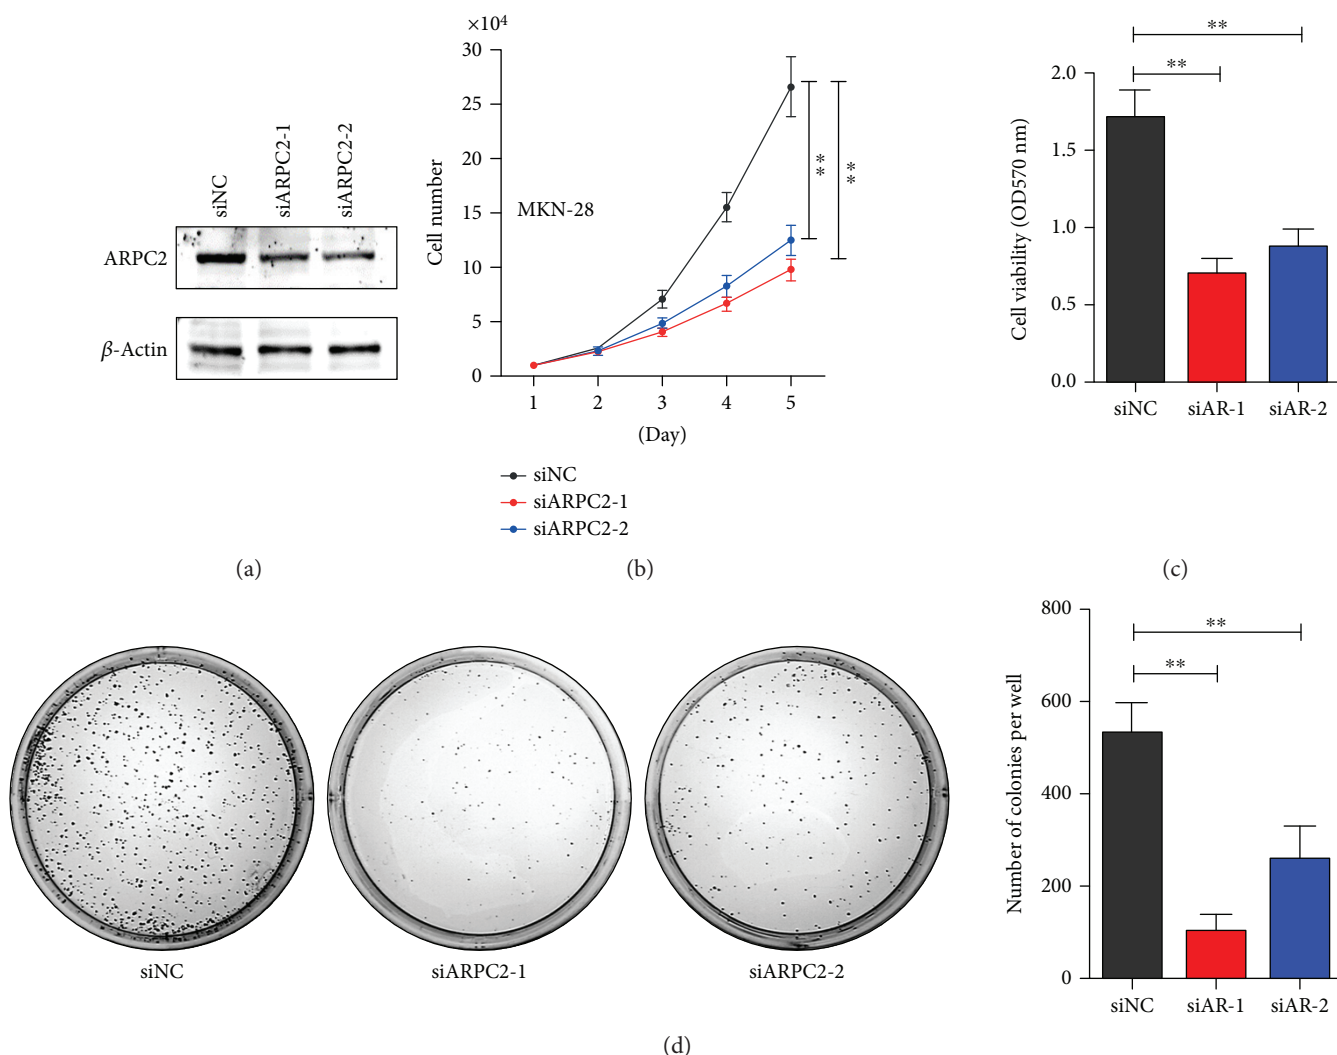 siNC
siARPC2-1
siARPC2-2
ARPC2
β-Actin
(a)
×10⁴
30
25
20
15
10
5
0
Cell number
MKN-28
**
**
1 2 3 4 5
(Day)
siNC
siARPC2-1
siARPC2-2
(b)
**
**
2.0
1.5
1.0
0.5
0.0
Cell viability (OD570 nm)
siNC siAR-1 siAR-2
(c)
siNC
siARPC2-1
siARPC2-2
800
600
400
200
0
Number of colonies per well
**
**
siNC siAR-1 siAR-2
(d)